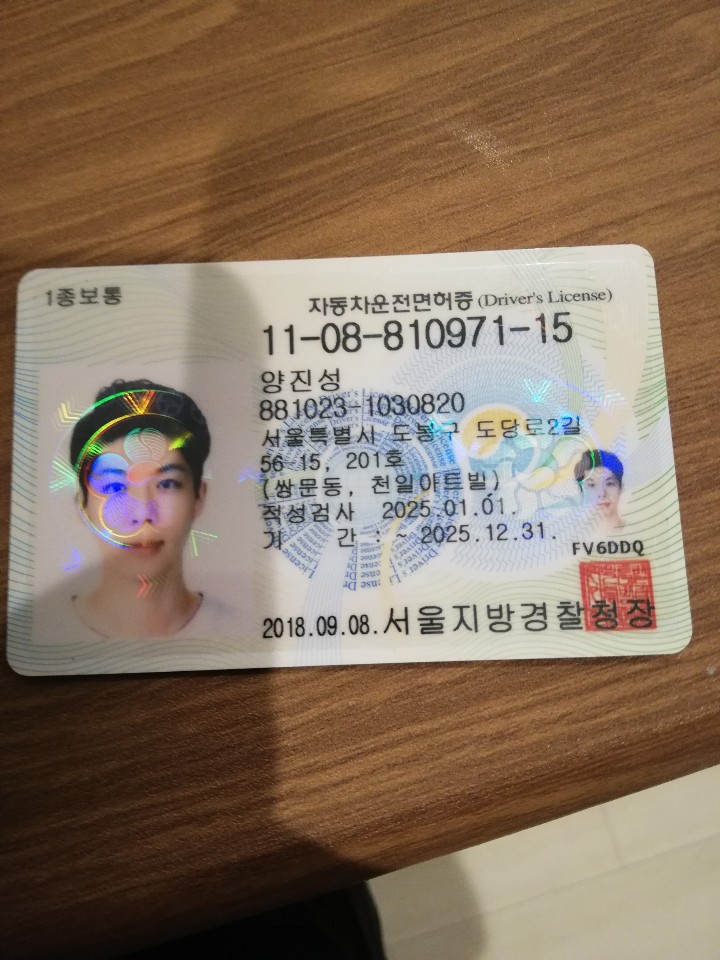 1종보통
자동차운전면허증 (Driver's License)
11-08-810971-15
양진성
881023-1030820
서울특별시 도봉구 도당로2길
56-15, 201호
(쌍문동, 천일아트빌)
적성검사 2025.01.01.
기 간 : ~ 2025.12.31.
FV6DDQ
2018.09.08. 서울지방경찰청장